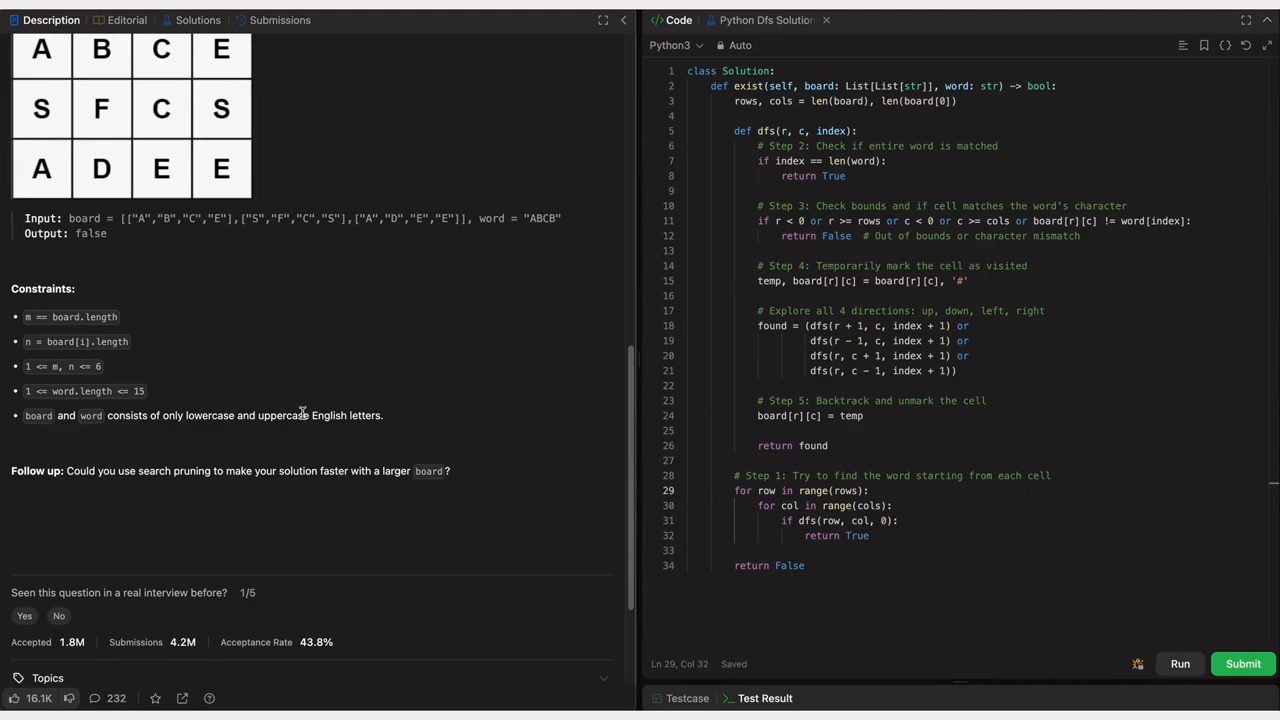 Description Editorial Solutions Submissions
A B C E
S F C S
A D E E
Input: board = [["A","B","C","E"],["S","F","C","S"],["A","D","E","E"]], word = "ABCB"
Output: false
Constraints:
• m == board.length
• n = board[i].length
• 1 <= m, n <= 6
• 1 <= word.length <= 15
• board and word consists of only lowercase and uppercase English letters.
Follow up: Could you use search pruning to make your solution faster with a larger board?
Seen this question in a real interview before? 1/5
Yes No
Accepted 1.8M Submissions 4.2M Acceptance Rate 43.8%
Topics
16.1K 232
</> Code Python Dfs Solution
Python3 Auto
1 class Solution:
2 def exist(self, board: List[List[str]], word: str) -> bool:
3 rows, cols = len(board), len(board[0])
4
5 def dfs(r, c, index):
6 # Step 2: Check if entire word is matched
7 if index == len(word):
8 return True
9
10 # Step 3: Check bounds and if cell matches the word's character
11 if r < 0 or r >= rows or c < 0 or c >= cols or board[r][c] != word[index]:
12 return False # Out of bounds or character mismatch
13
14 # Step 4: Temporarily mark the cell as visited
15 temp, board[r][c] = board[r][c], '#'
16
17 # Explore all 4 directions: up, down, left, right
18 found = (dfs(r + 1, c, index + 1) or
19 dfs(r - 1, c, index + 1) or
20 dfs(r, c + 1, index + 1) or
21 dfs(r, c - 1, index + 1))
22
23 # Step 5: Backtrack and unmark the cell
24 board[r][c] = temp
25
26 return found
27
28 # Step 1: Try to find the word starting from each cell
29 for row in range(rows):
30 for col in range(cols):
31 if dfs(row, col, 0):
32 return True
33
34 return False
Ln 29, Col 32 Saved
Run Submit
Testcase >_ Test Result